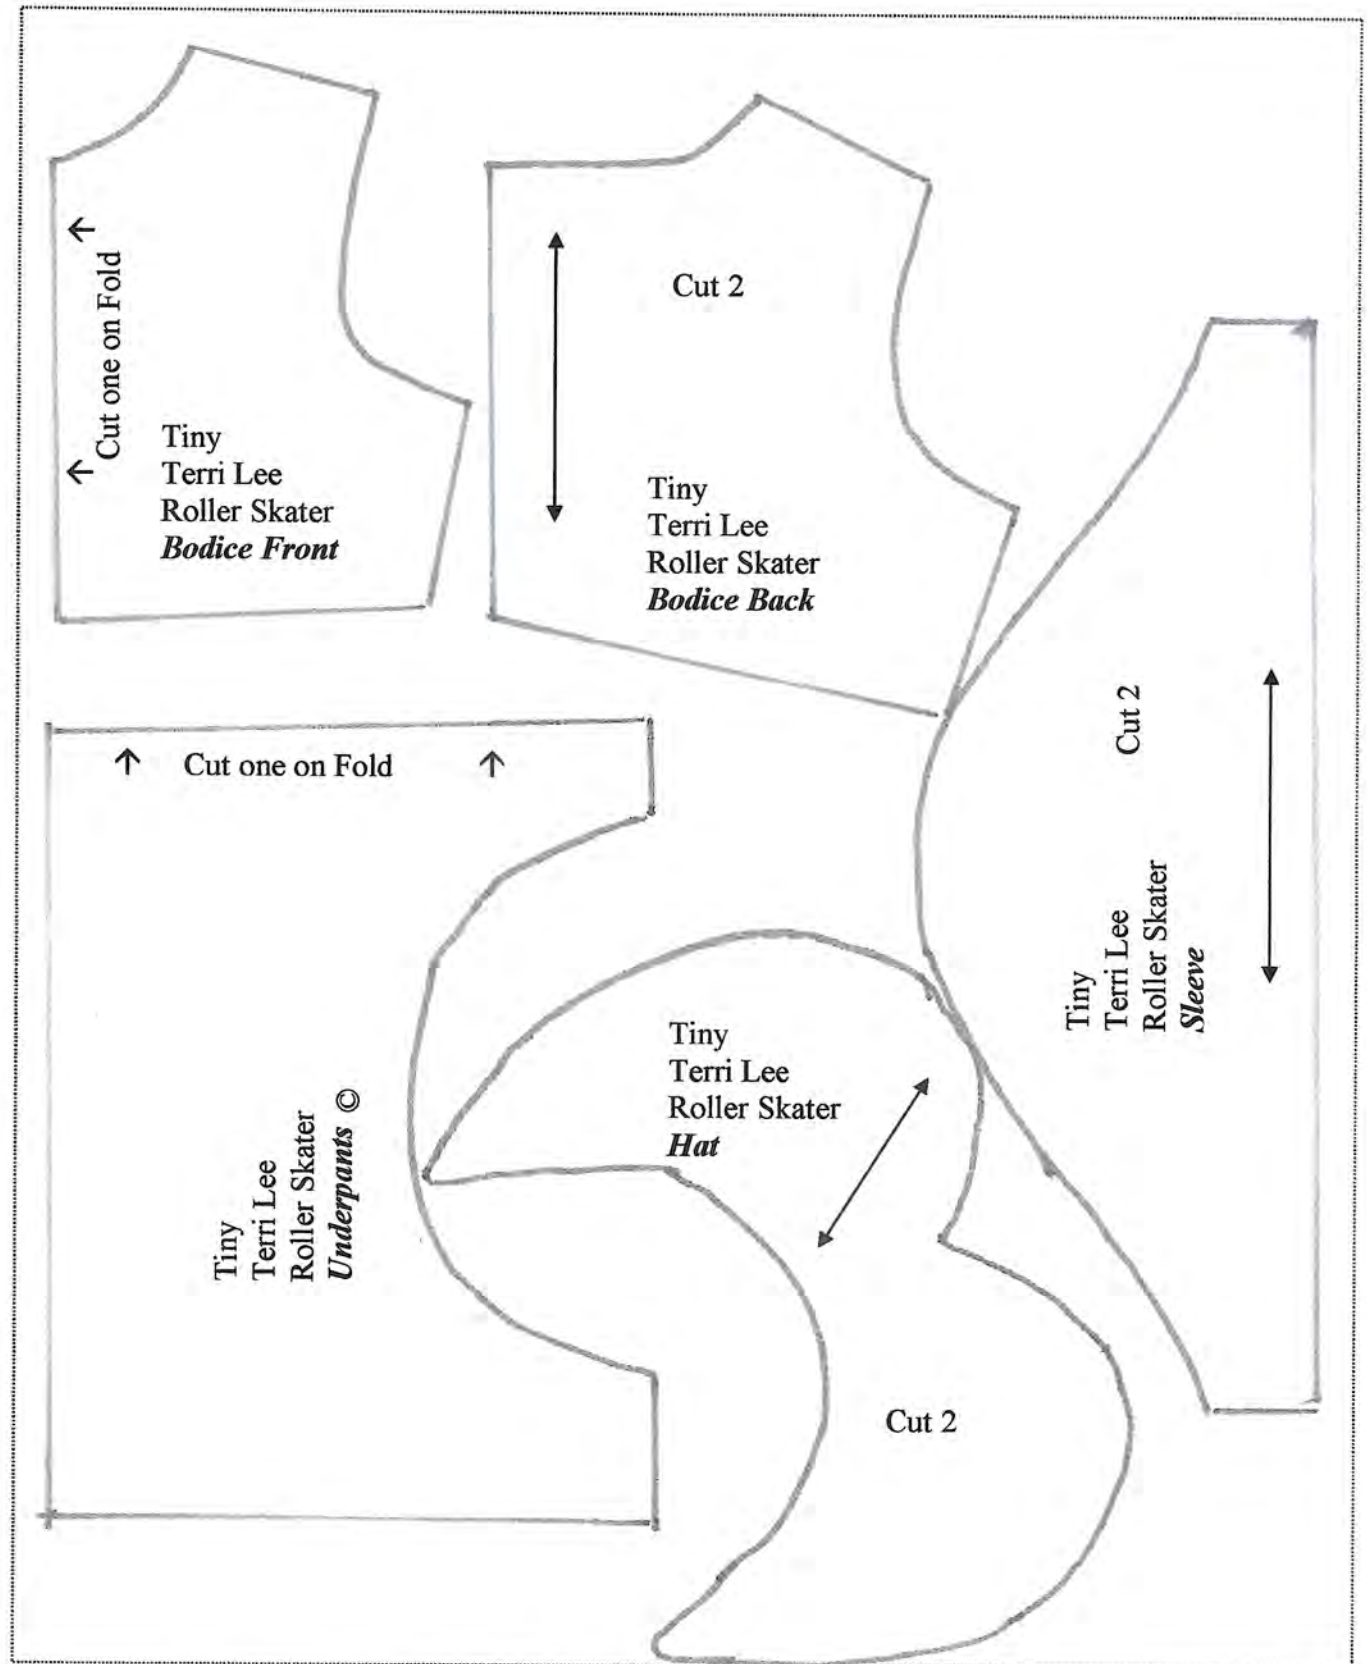 Cut one on Fold
Tiny
Terri Lee
Roller Skater
Bodice Front
Cut 2
Tiny
Terri Lee
Roller Skater
Bodice Back
Cut 2
Tiny
Terri Lee
Roller Skater
Sleeve
Cut one on Fold
Tiny
Terri Lee
Roller Skater
Underpants ©
Tiny
Terri Lee
Roller Skater
Hat
Cut 2